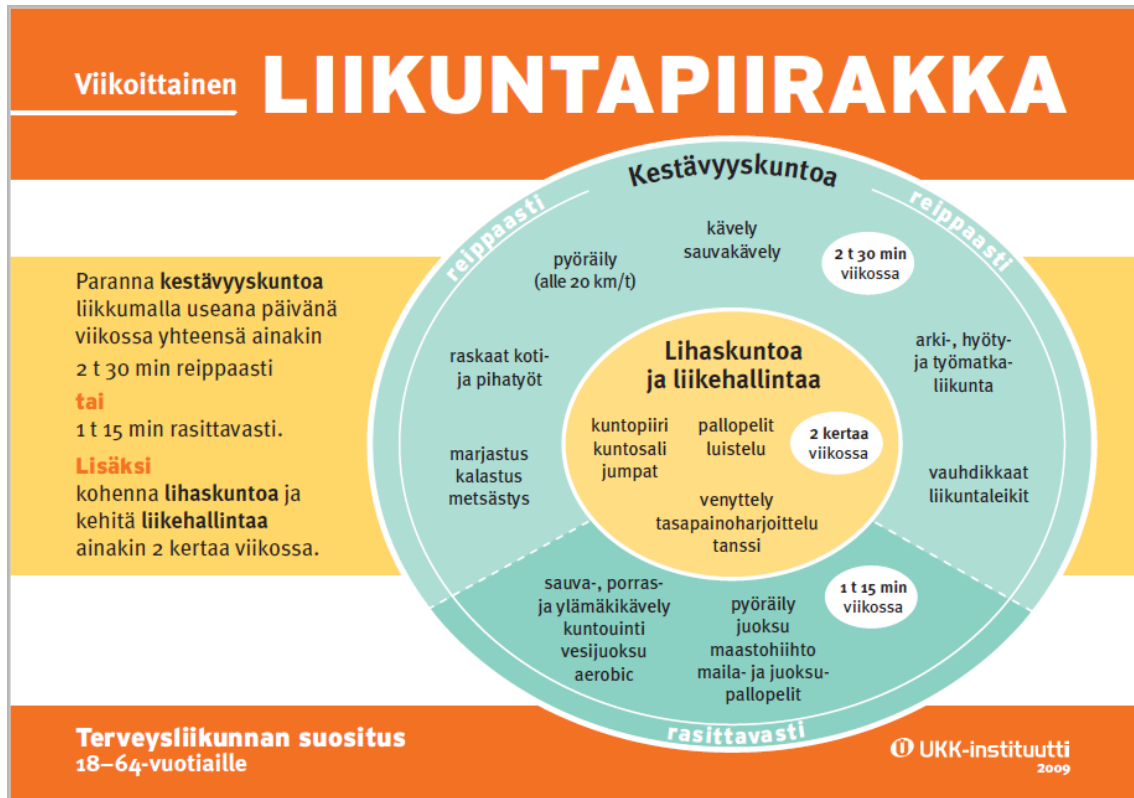 Viikoittainen LIIKUNTAPIIRAKKA
Paranna kestävyyskuntoa
liikkumalla useana päivänä
viikossa yhteensä ainakin
2 t 30 min reippaasti
tai
1 t 15 min rasittavasti.
Lisäksi
kohenna lihaskuntoa ja
kehitä liikehallintaa
ainakin 2 kertaa viikossa.
Kestävyyskuntoa
reippaasti
reippaasti
kävely
sauvakävely
2 t 30 min
viikossa
pyöräily
(alle 20 km/t)
raskaat koti-
ja pihatyöt
marjastus
kalastus
metsästys
arki-, hyöty-
ja työmatka-
liikunta
vauhdikkaat
liikuntaleikit
Lihaskuntoa
ja liikehallintaa
kuntopiiri
kuntosali
jumpat
pallopelit
luistelu
2 kertaa
viikossa
venyttely
tasapainoharjoittelu
tanssi
sauva-, porras-
ja ylämäkikävely
kuntouinti
vesijuoksu
aerobic
pyöräily
juoksu
maastohiihto
maila- ja juoksu-
pallopelit
1 t 15 min
viikossa
rasittavasti
Terveysliikunnan suositus
18–64-vuotiaille
UKK-instituutti
2009